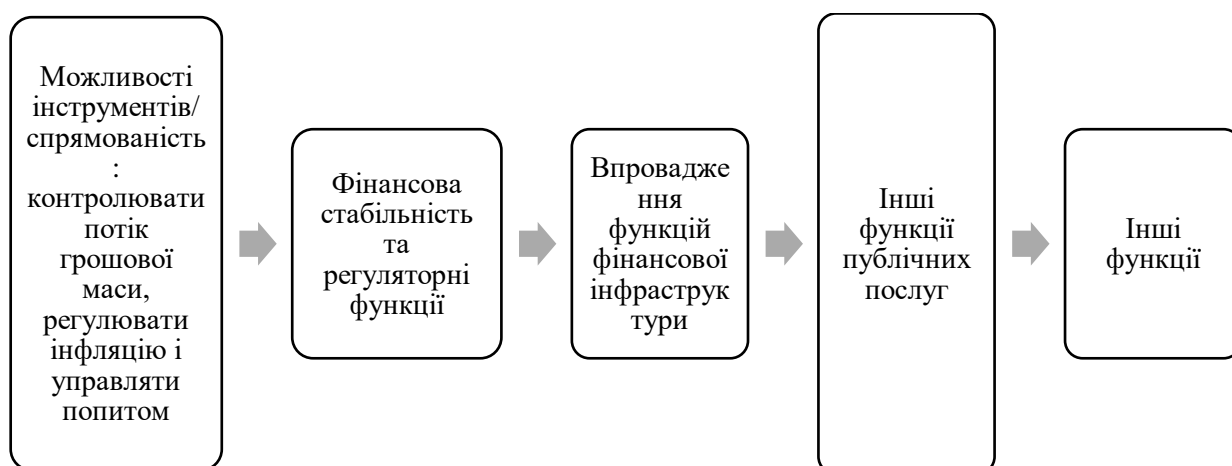 Можливості
інструментів/
спрямованість
:
контролювати
потік
грошової
маси,
регулювати
інфляцію і
управляти
попитом
Фінансова
стабільність
та
регуляторні
функції
Впровадже
ння
функцій
фінансової
інфраструк
тури
Інші
функції
публічних
послуг
Інші
функції